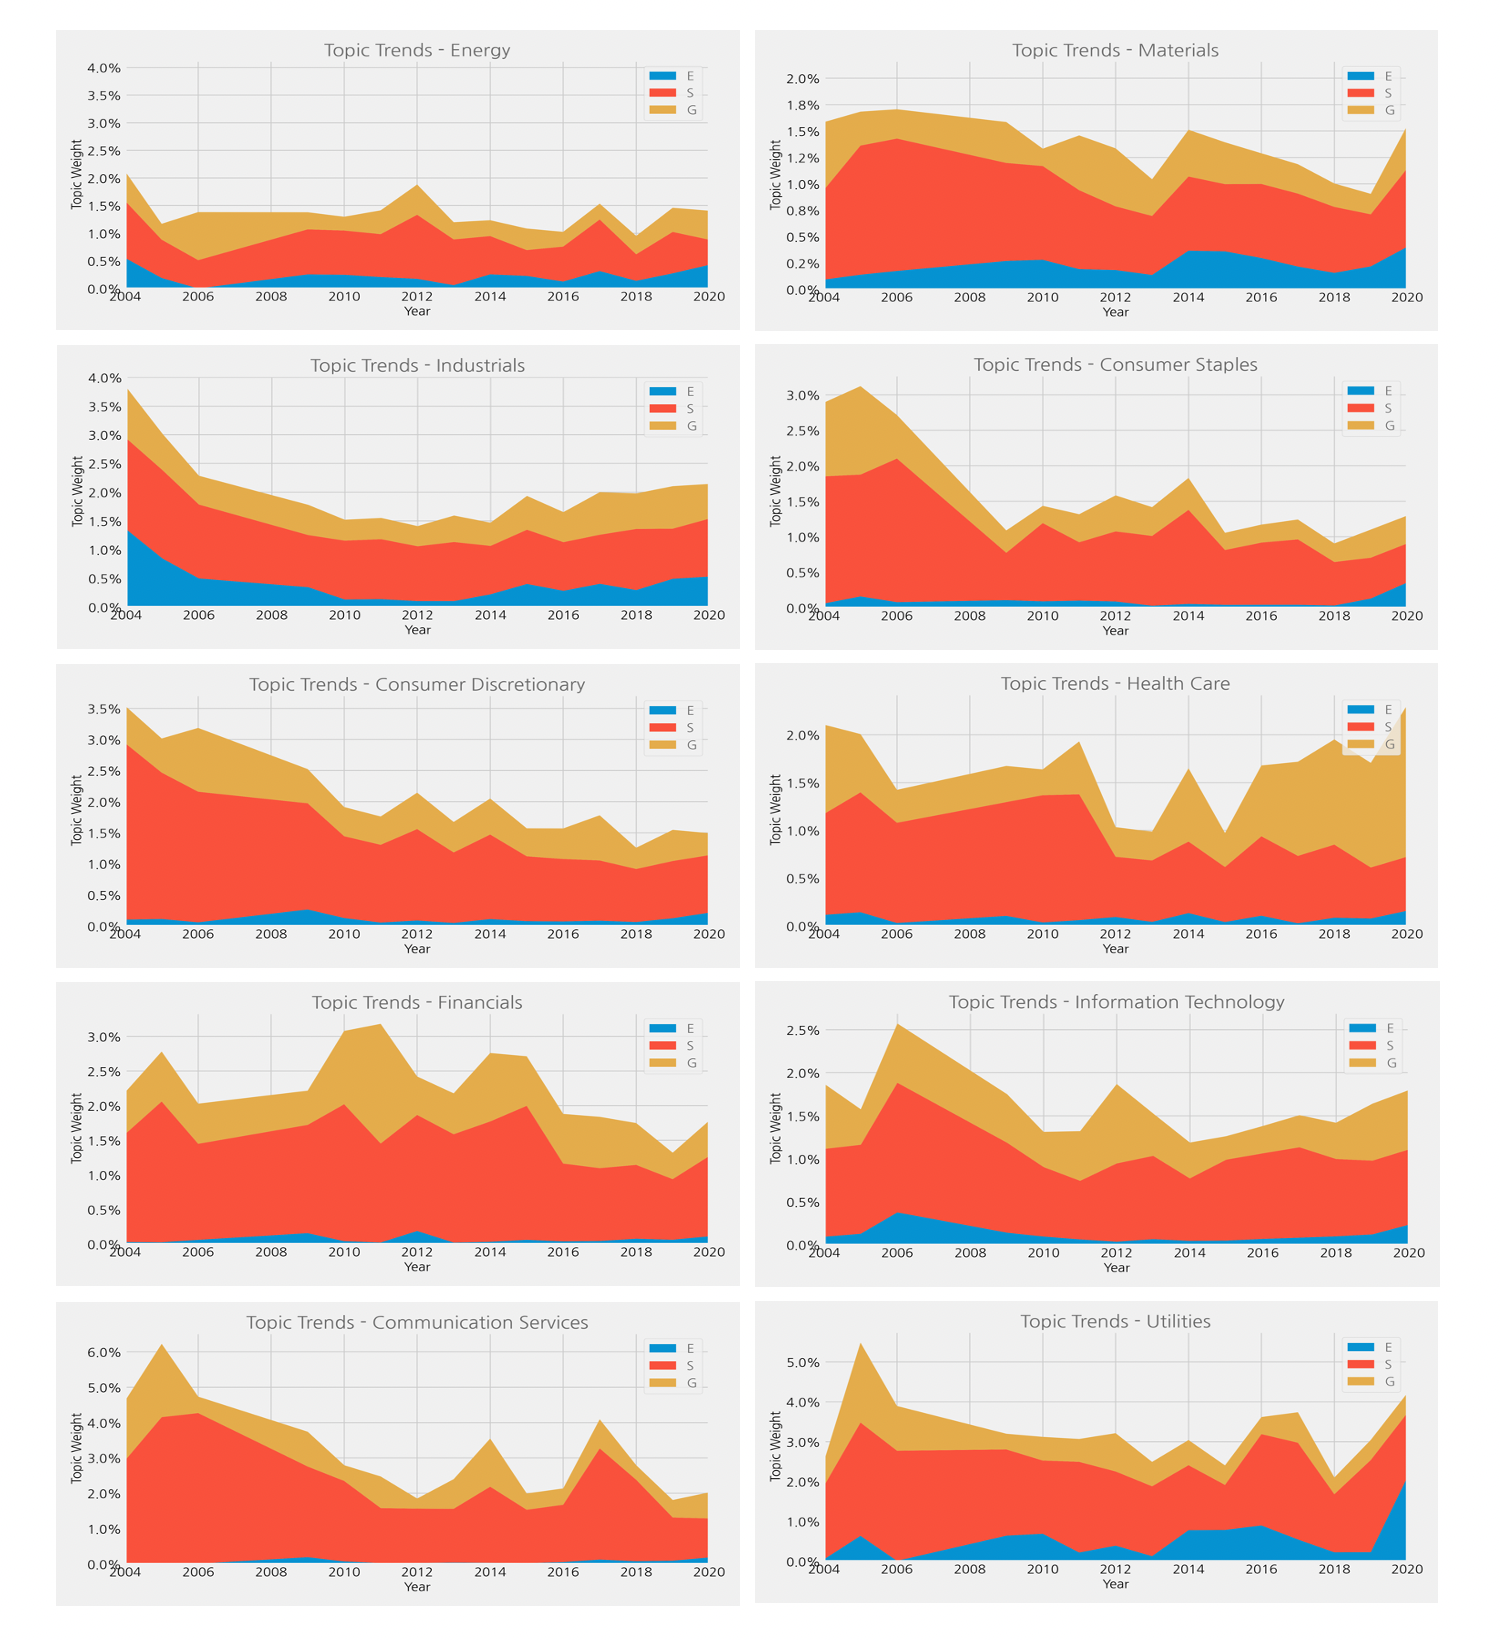 Topic Trends - Energy
4.0%
3.5%
3.0%
2.5%
2.0%
1.5%
1.0%
0.5%
0.0%
Topic Weight
E
S
G
2004 2006 2008 2010 2012 2014 2016 2018 2020
Year
Topic Trends - Materials
2.0%
1.8%
1.5%
1.2%
1.0%
0.8%
0.5%
0.2%
0.0%
Topic Weight
E
S
G
2004 2006 2008 2010 2012 2014 2016 2018 2020
Year
Topic Trends - Industrials
4.0%
3.5%
3.0%
2.5%
2.0%
1.5%
1.0%
0.5%
0.0%
Topic Weight
E
S
G
2004 2006 2008 2010 2012 2014 2016 2018 2020
Year
Topic Trends - Consumer Staples
3.0%
2.5%
2.0%
1.5%
1.0%
0.5%
0.0%
Topic Weight
E
S
G
2004 2006 2008 2010 2012 2014 2016 2018 2020
Year
Topic Trends - Consumer Discretionary
3.5%
3.0%
2.5%
2.0%
1.5%
1.0%
0.5%
0.0%
Topic Weight
E
S
G
2004 2006 2008 2010 2012 2014 2016 2018 2020
Year
Topic Trends - Health Care
2.0%
1.5%
1.0%
0.5%
0.0%
Topic Weight
E
S
G
2004 2006 2008 2010 2012 2014 2016 2018 2020
Year
Topic Trends - Financials
3.0%
2.5%
2.0%
1.5%
1.0%
0.5%
0.0%
Topic Weight
E
S
G
2004 2006 2008 2010 2012 2014 2016 2018 2020
Year
Topic Trends - Information Technology
2.5%
2.0%
1.5%
1.0%
0.5%
0.0%
Topic Weight
E
S
G
2004 2006 2008 2010 2012 2014 2016 2018 2020
Year
Topic Trends - Communication Services
6.0%
5.0%
4.0%
3.0%
2.0%
1.0%
0.0%
Topic Weight
E
S
G
2004 2006 2008 2010 2012 2014 2016 2018 2020
Year
Topic Trends - Utilities
5.0%
4.0%
3.0%
2.0%
1.0%
0.0%
Topic Weight
E
S
G
2004 2006 2008 2010 2012 2014 2016 2018 2020
Year